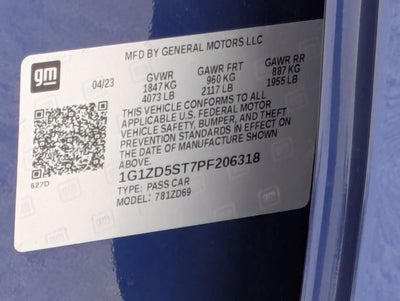 MFD BY GENERAL MOTORS LLC
gm
04/23 GVWR GAWR FRT GAWR RR
1847 KG 960 KG 887 KG
4073 LB 2117 LB 1955 LB
THIS VEHICLE CONFORMS TO ALL
APPLICABLE U.S. FEDERAL MOTOR
VEHICLE SAFETY, BUMPER, AND THEFT
PREVENTION STANDARDS IN EFFECT ON
THE DATE OF MANUFACTURE SHOWN
ABOVE.
627D
1G1ZD5ST7PF206318
TYPE: PASS CAR
MODEL: 781ZD69